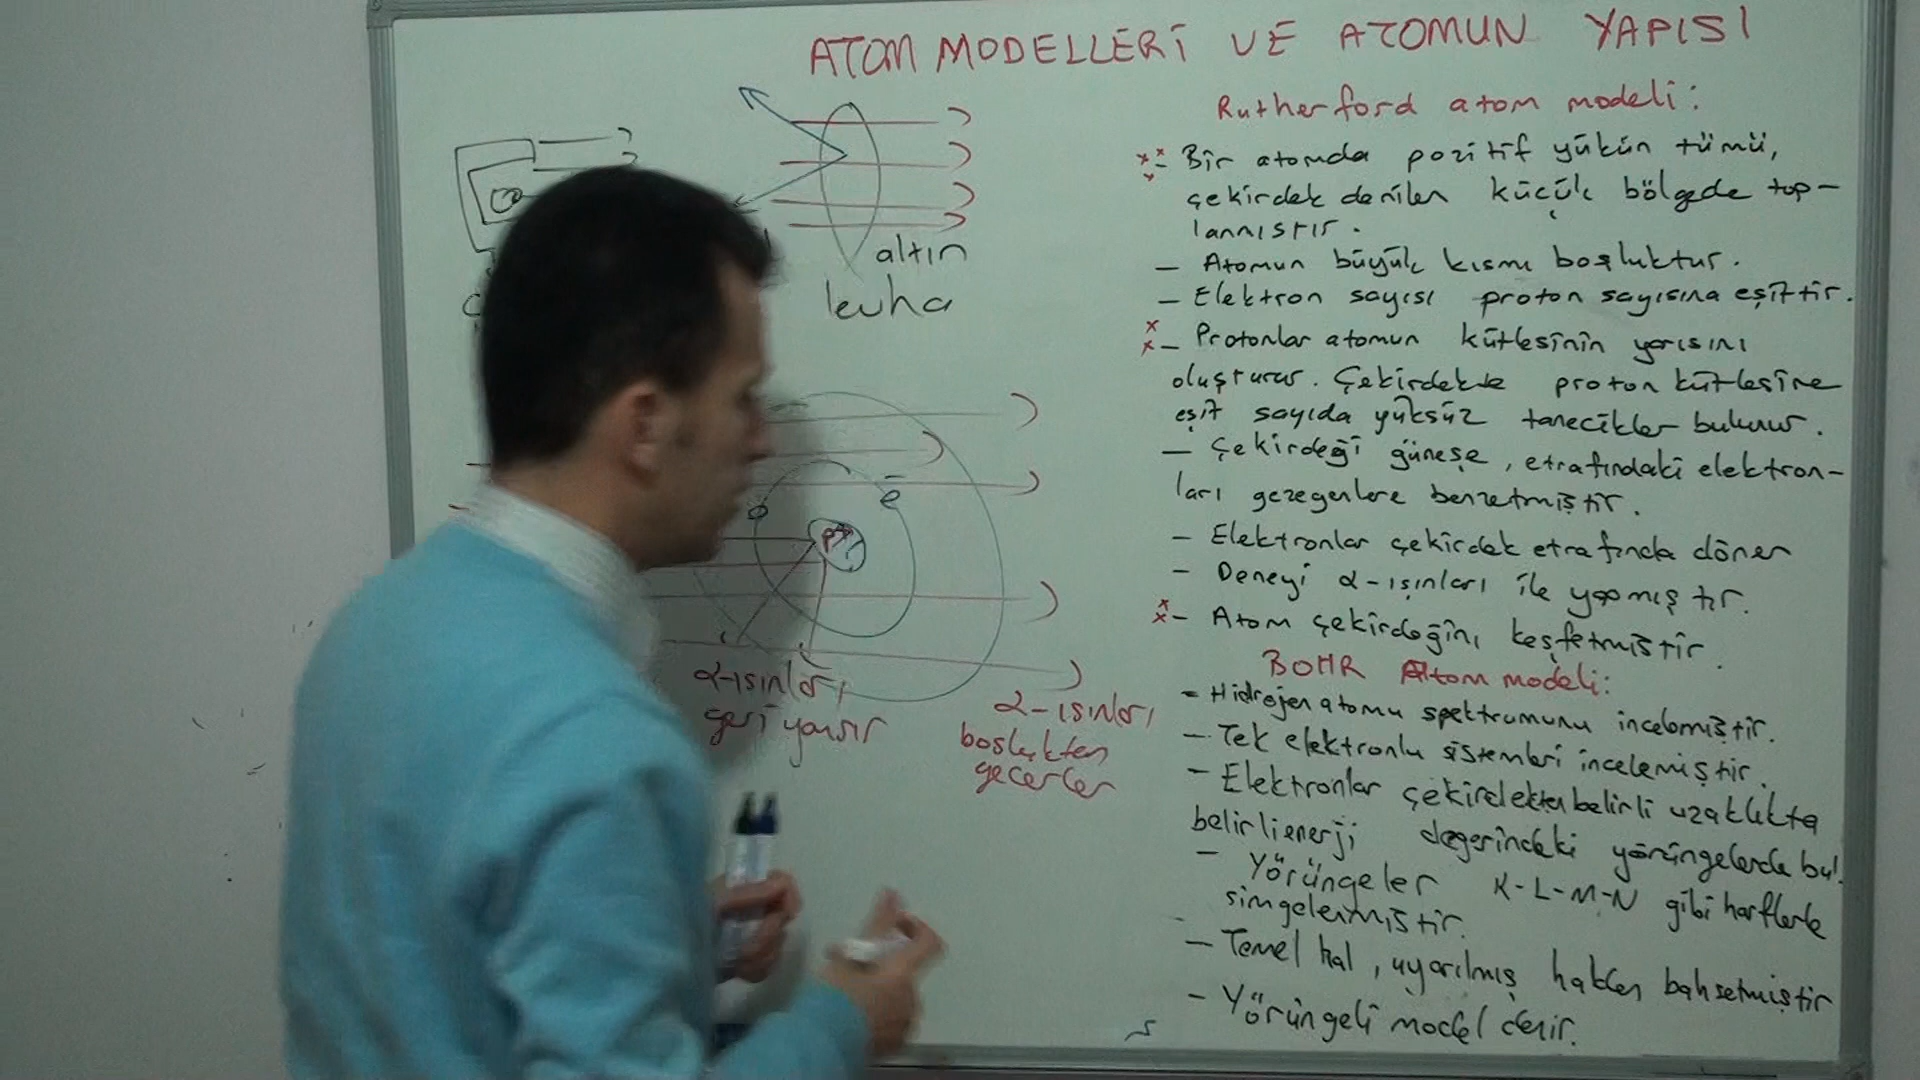 ATOM MODELLERİ VE ATOMUN YAPISI
altın
levha
ē
p+
α-ışınları
geri yansır
α-ışınları
boşluktan
geçerler
Rutherford atom modeli:
- Bir atomda pozitif yükün tümü,
çekirdek denilen küçük bölgede top-
lanmıştır.
- Atomun büyük kısmı boşluktur.
- Elektron sayısı proton sayısına eşittir.
- Protonlar atomun kütlesinin yarısını
oluşturur. Çekirdekte proton kütlesine
eşit sayıda yüksüz tanecikler bulunur.
- Çekirdeği güneşe, etrafındaki elektron-
ları gezegenlere benzetmiştir.
- Elektronlar çekirdek etrafında döner
- Deneyi α-ışınları ile yapmıştır.
- Atom çekirdeğini keşfetmiştir.
BOHR Atom modeli:
- Hidrojen atomu spektrumunu incelemiştir.
- Tek elektronlu sistemleri incelemiştir.
- Elektronlar çekirdekten belirli uzaklıkta
belirli enerji değerindeki yörüngelerde bul.
- Yörüngeler K-L-M-N gibi harflerle
simgelenmiştir.
- Temel hal, uyarılmış halden bahsetmiştir
- Yörüngeli model denir.